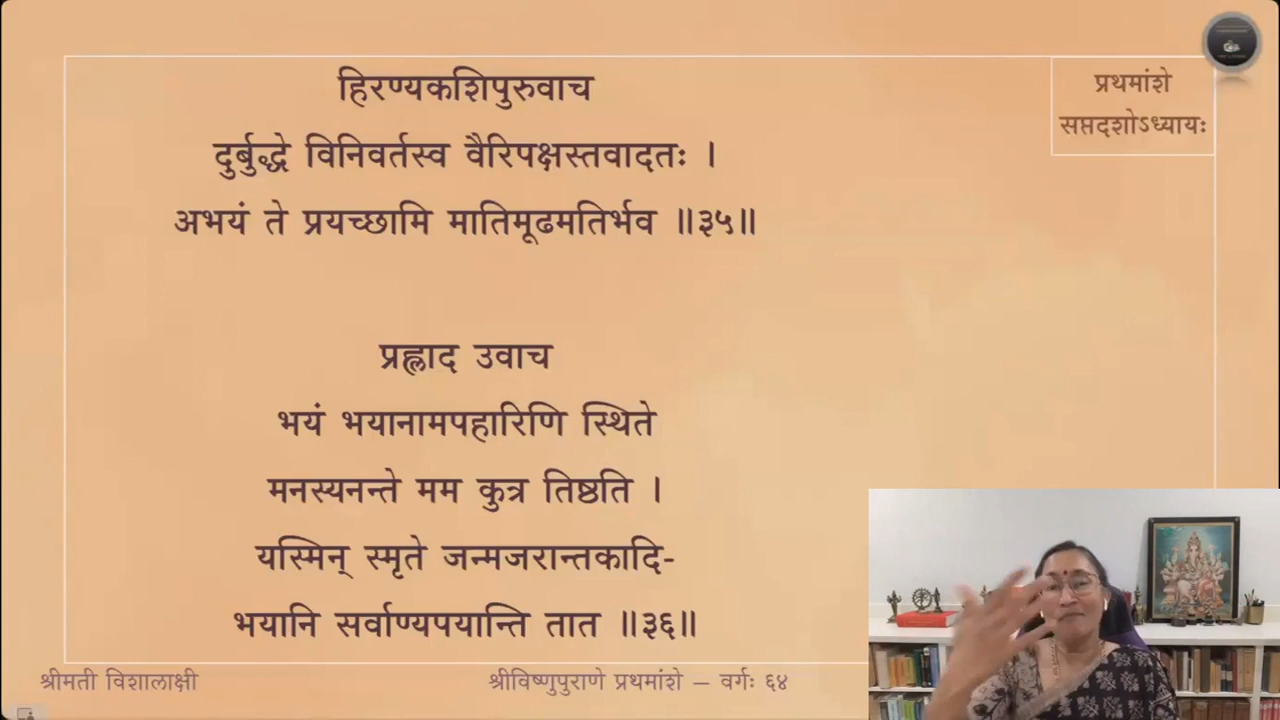 हिरण्यकशिपुरुवाच
दुर्बुद्धे विनिवर्तस्व वैरिपक्षस्तवादतः ।
अभयं ते प्रयच्छामि मातिमूढमतिर्भव ॥३५॥
प्रह्लाद उवाच
भयं भयानामपहारिणि स्थिते
मनस्यनन्ते मम कुत्र तिष्ठति ।
यस्मिन् स्मृते जन्मजरान्तकादि-
भयानि सर्वाण्यपयान्ति तात ॥३६॥
प्रथमांशे
सप्तदशोऽध्यायः
श्रीमती विशालाक्षी
श्रीविष्णुपुराणे प्रथमांशे – वर्गः ६४